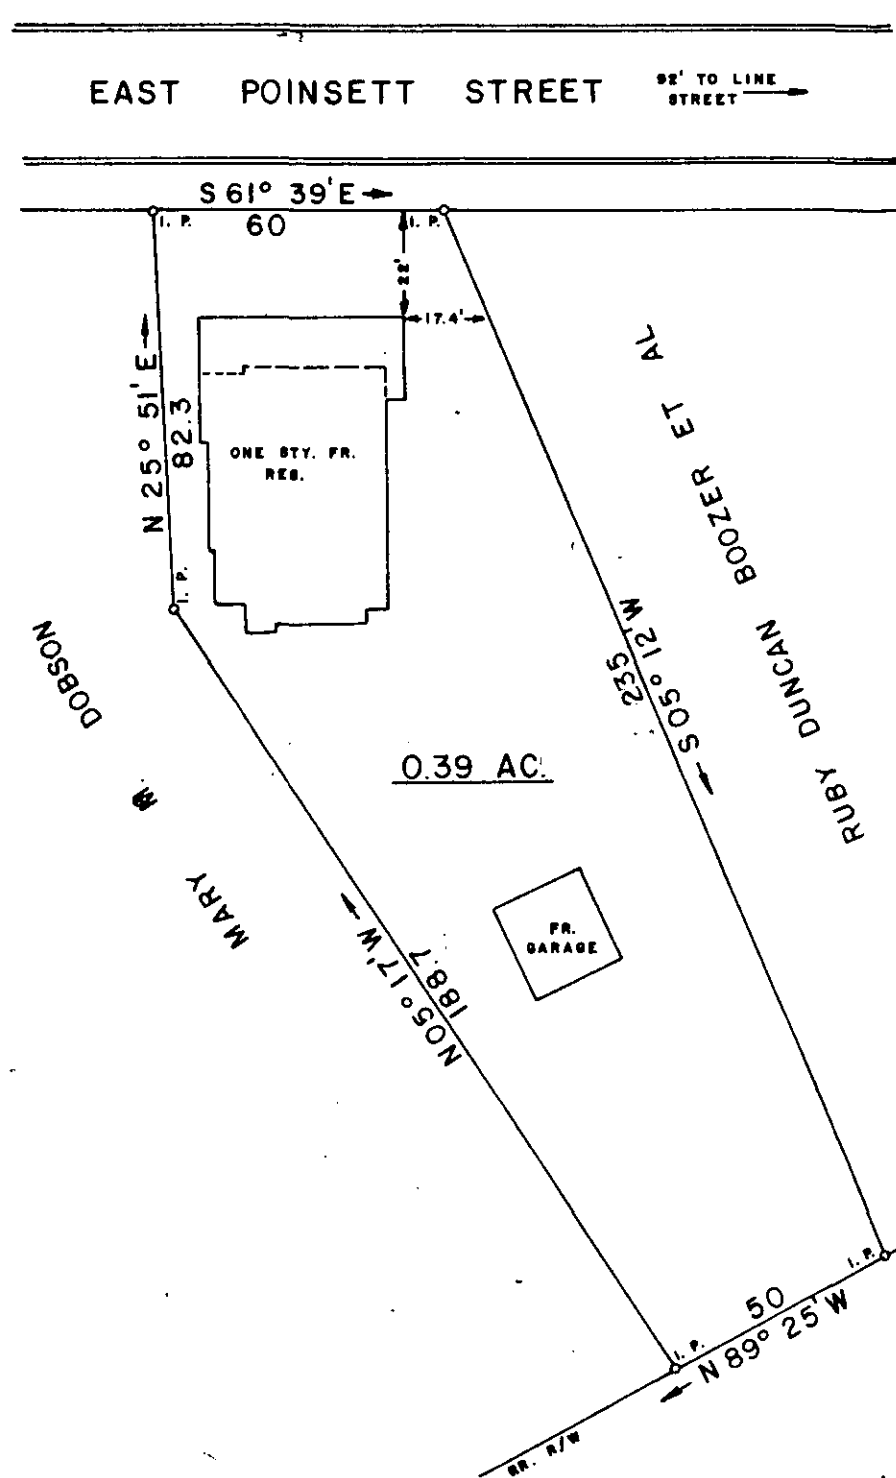 EAST POINSETT STREET
92' TO LINE
STREET
S 61° 39' E
60
I. P.
I. P.
22'
17.4'
N 25° 51' E
82.3
ONE STY. FR.
RES.
I. P.
RUBY DUNCAN BOOZER ET AL
MARY M DOBSON
235
S 05° 12' W
0.39 AC.
FR.
GARAGE
N 05° 17' W
188.7
I. P.
50
N 89° 25' W
I. P.
RR. R/W